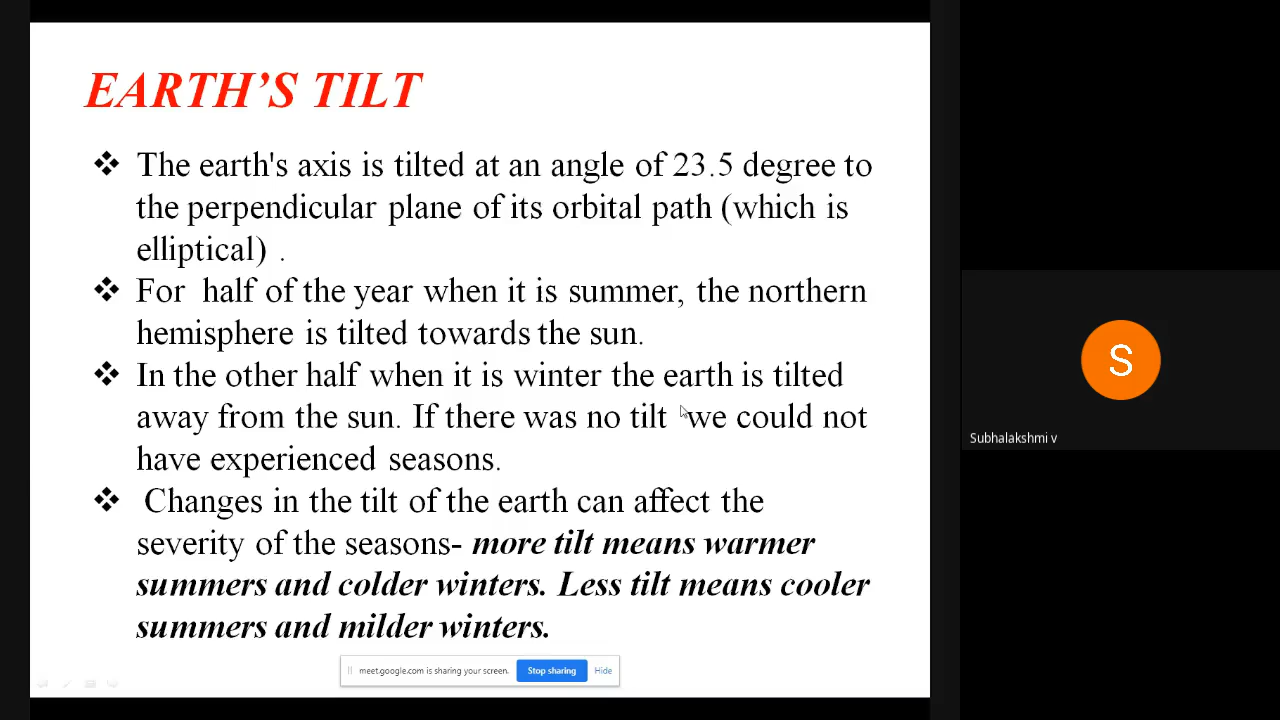 EARTH'S TILT
❖ The earth's axis is tilted at an angle of 23.5 degree to
the perpendicular plane of its orbital path (which is
elliptical) .
❖ For half of the year when it is summer, the northern
hemisphere is tilted towards the sun.
❖ In the other half when it is winter the earth is tilted
away from the sun. If there was no tilt we could not
have experienced seasons.
❖ Changes in the tilt of the earth can affect the
severity of the seasons- more tilt means warmer
summers and colder winters. Less tilt means cooler
summers and milder winters.
meet.google.com is sharing your screen. Stop sharing Hide
S
Subhalakshmi v